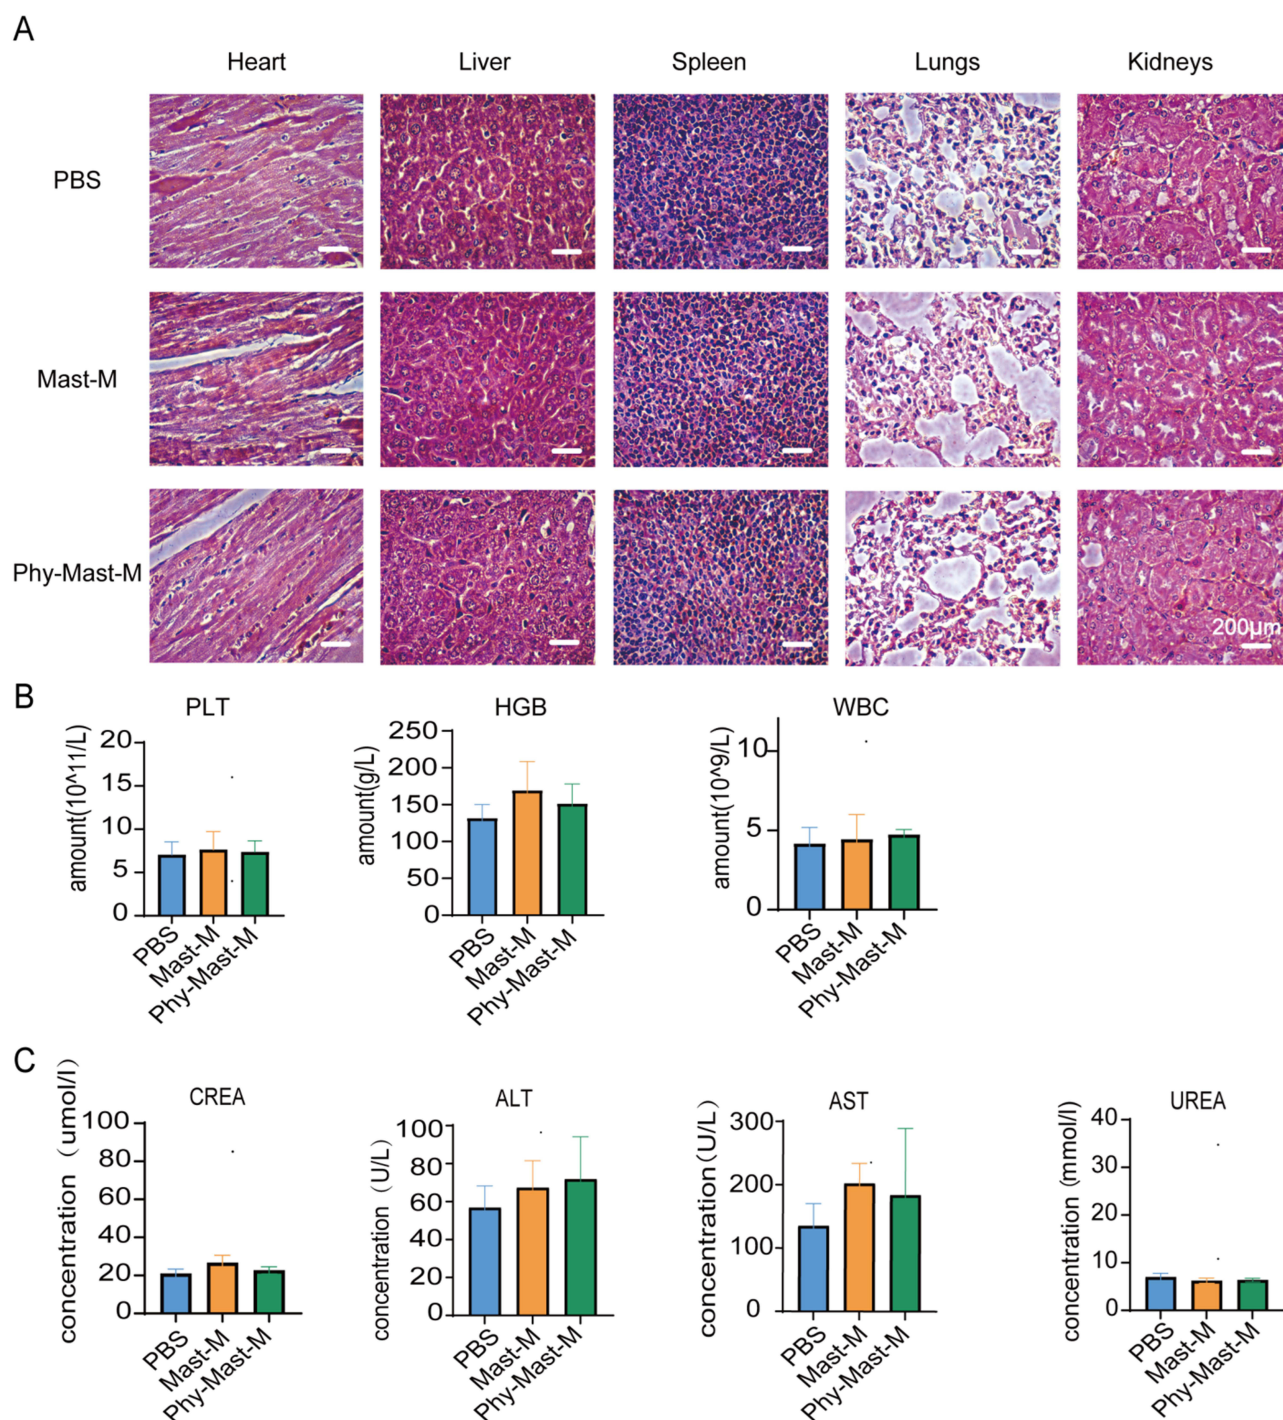 A
Heart Liver Spleen Lungs Kidneys
PBS
Mast-M
Phy-Mast-M
200μm
B
PLT
amount(10^11/L)
20
15
10
5
0
PBS
Mast-M
Phy-Mast-M
HGB
amount(g/L)
250
200
150
100
50
0
PBS
Mast-M
Phy-Mast-M
WBC
amount(10^9/L)
10
5
0
PBS
Mast-M
Phy-Mast-M
C
CREA
concentration（umol/l）
100
80
60
40
20
0
PBS
Mast-M
Phy-Mast-M
ALT
concentration（U/L）
100
80
60
40
20
0
PBS
Mast-M
Phy-Mast-M
AST
concentration（U/L）
300
200
100
0
PBS
Mast-M
Phy-Mast-M
UREA
concentration (mmol/l)
40
30
20
10
0
PBS
Mast-M
Phy-Mast-M